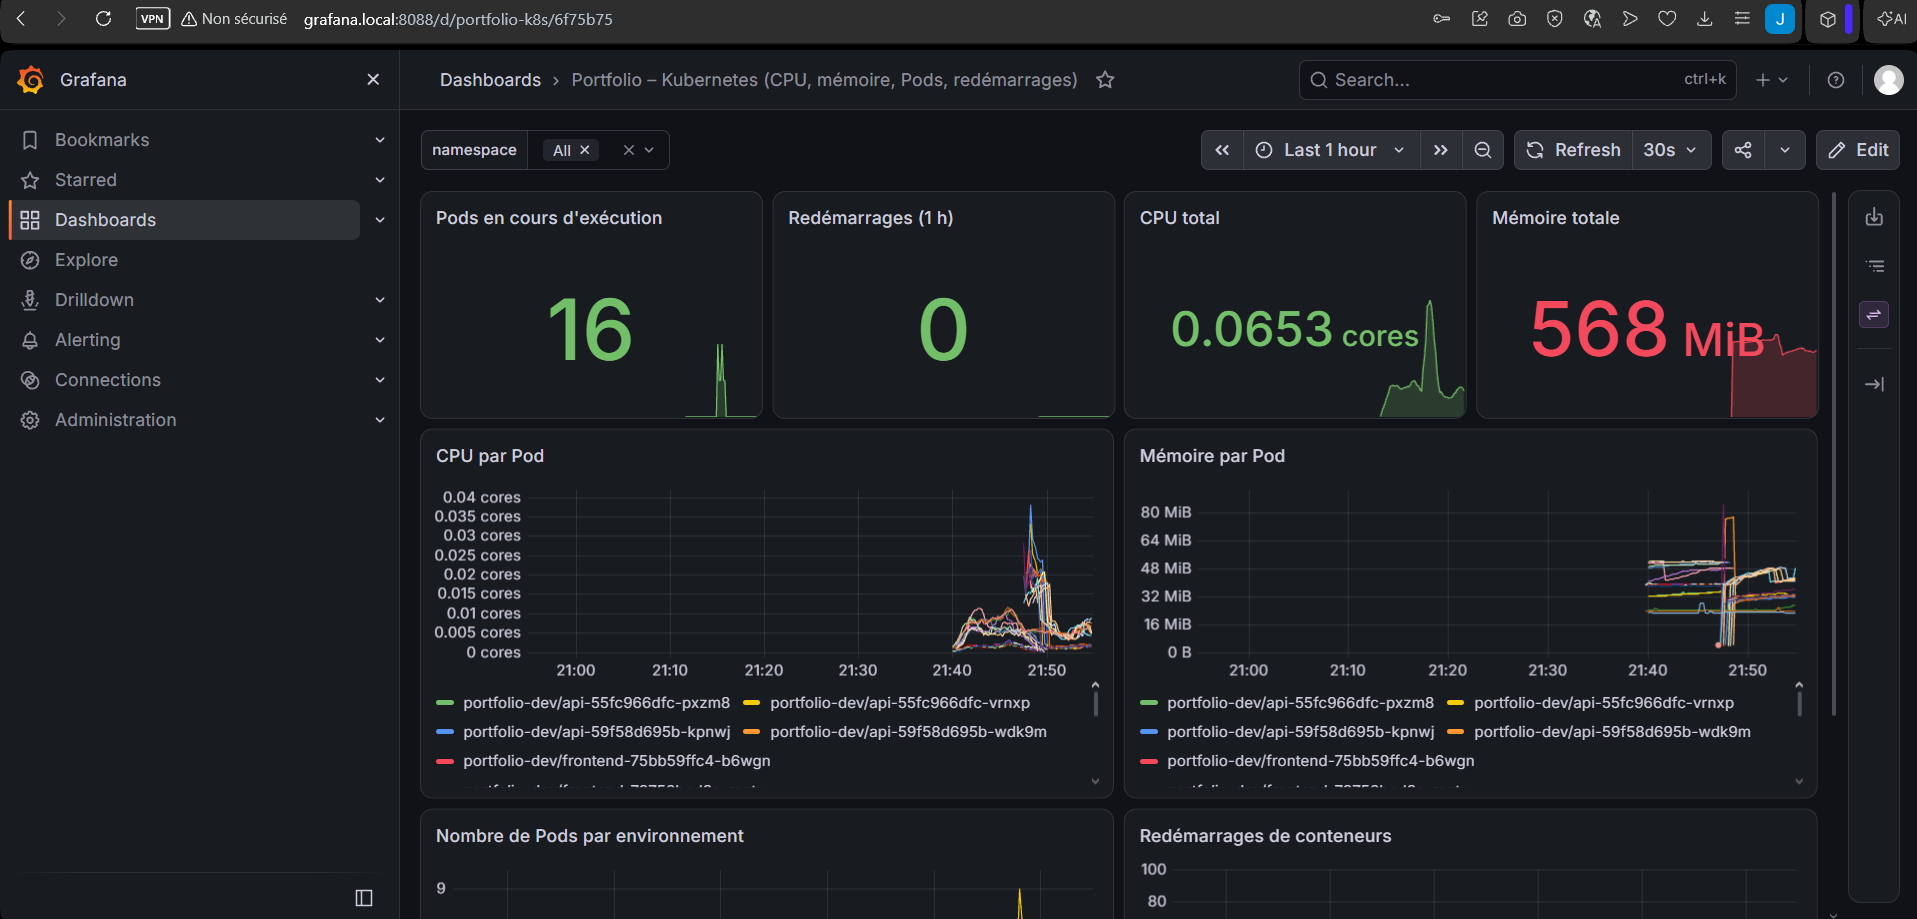 VPN Non sécurisé grafana.local:8088/d/portfolio-k8s/6f75b75 J AI
Grafana
Dashboards › Portfolio – Kubernetes (CPU, mémoire, Pods, redémarrages)
Search... ctrl+k
Bookmarks
Starred
Dashboards
Explore
Drilldown
Alerting
Connections
Administration
namespace All
Last 1 hour Refresh 30s Edit
Pods en cours d'exécution
16
Redémarrages (1 h)
0
CPU total
0.0653 cores
Mémoire totale
568 MiB
CPU par Pod
0.04 cores
0.035 cores
0.03 cores
0.025 cores
0.02 cores
0.015 cores
0.01 cores
0.005 cores
0 cores
21:00 21:10 21:20 21:30 21:40 21:50
portfolio-dev/api-55fc966dfc-pxzm8 portfolio-dev/api-55fc966dfc-vrnxp
portfolio-dev/api-59f58d695b-kpnwj portfolio-dev/api-59f58d695b-wdk9m
portfolio-dev/frontend-75bb59ffc4-b6wgn
Mémoire par Pod
80 MiB
64 MiB
48 MiB
32 MiB
16 MiB
0 B
21:00 21:10 21:20 21:30 21:40 21:50
portfolio-dev/api-55fc966dfc-pxzm8 portfolio-dev/api-55fc966dfc-vrnxp
portfolio-dev/api-59f58d695b-kpnwj portfolio-dev/api-59f58d695b-wdk9m
portfolio-dev/frontend-75bb59ffc4-b6wgn
Nombre de Pods par environnement
9
Redémarrages de conteneurs
100
80